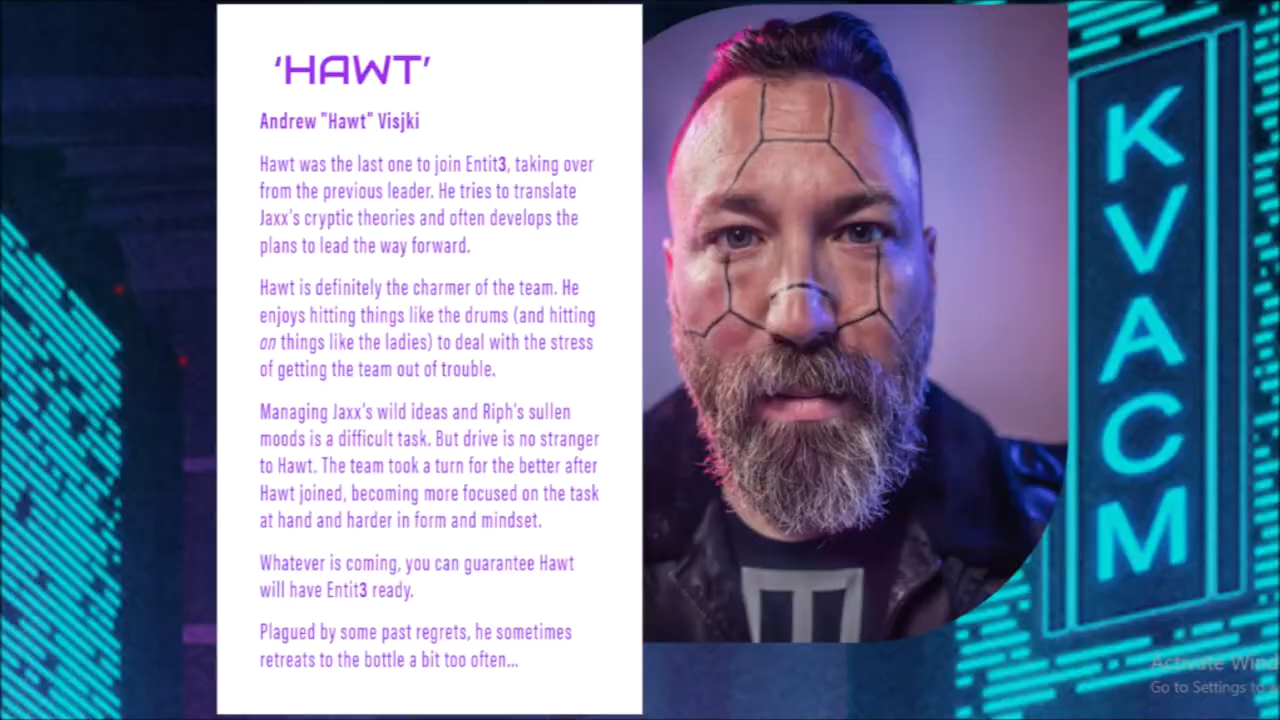 ‘HAWT’
Andrew "Hawt" Visjki
Hawt was the last one to join Entit3, taking over
from the previous leader. He tries to translate
Jaxx's cryptic theories and often develops the
plans to lead the way forward.
Hawt is definitely the charmer of the team. He
enjoys hitting things like the drums (and hitting
on things like the ladies) to deal with the stress
of getting the team out of trouble.
Managing Jaxx's wild ideas and Riph's sullen
moods is a difficult task. But drive is no stranger
to Hawt. The team took a turn for the better after
Hawt joined, becoming more focused on the task
at hand and harder in form and mindset.
Whatever is coming, you can guarantee Hawt
will have Entit3 ready.
Plagued by some past regrets, he sometimes
retreats to the bottle a bit too often...
KVACM
Activate Wind
Go to Settings to